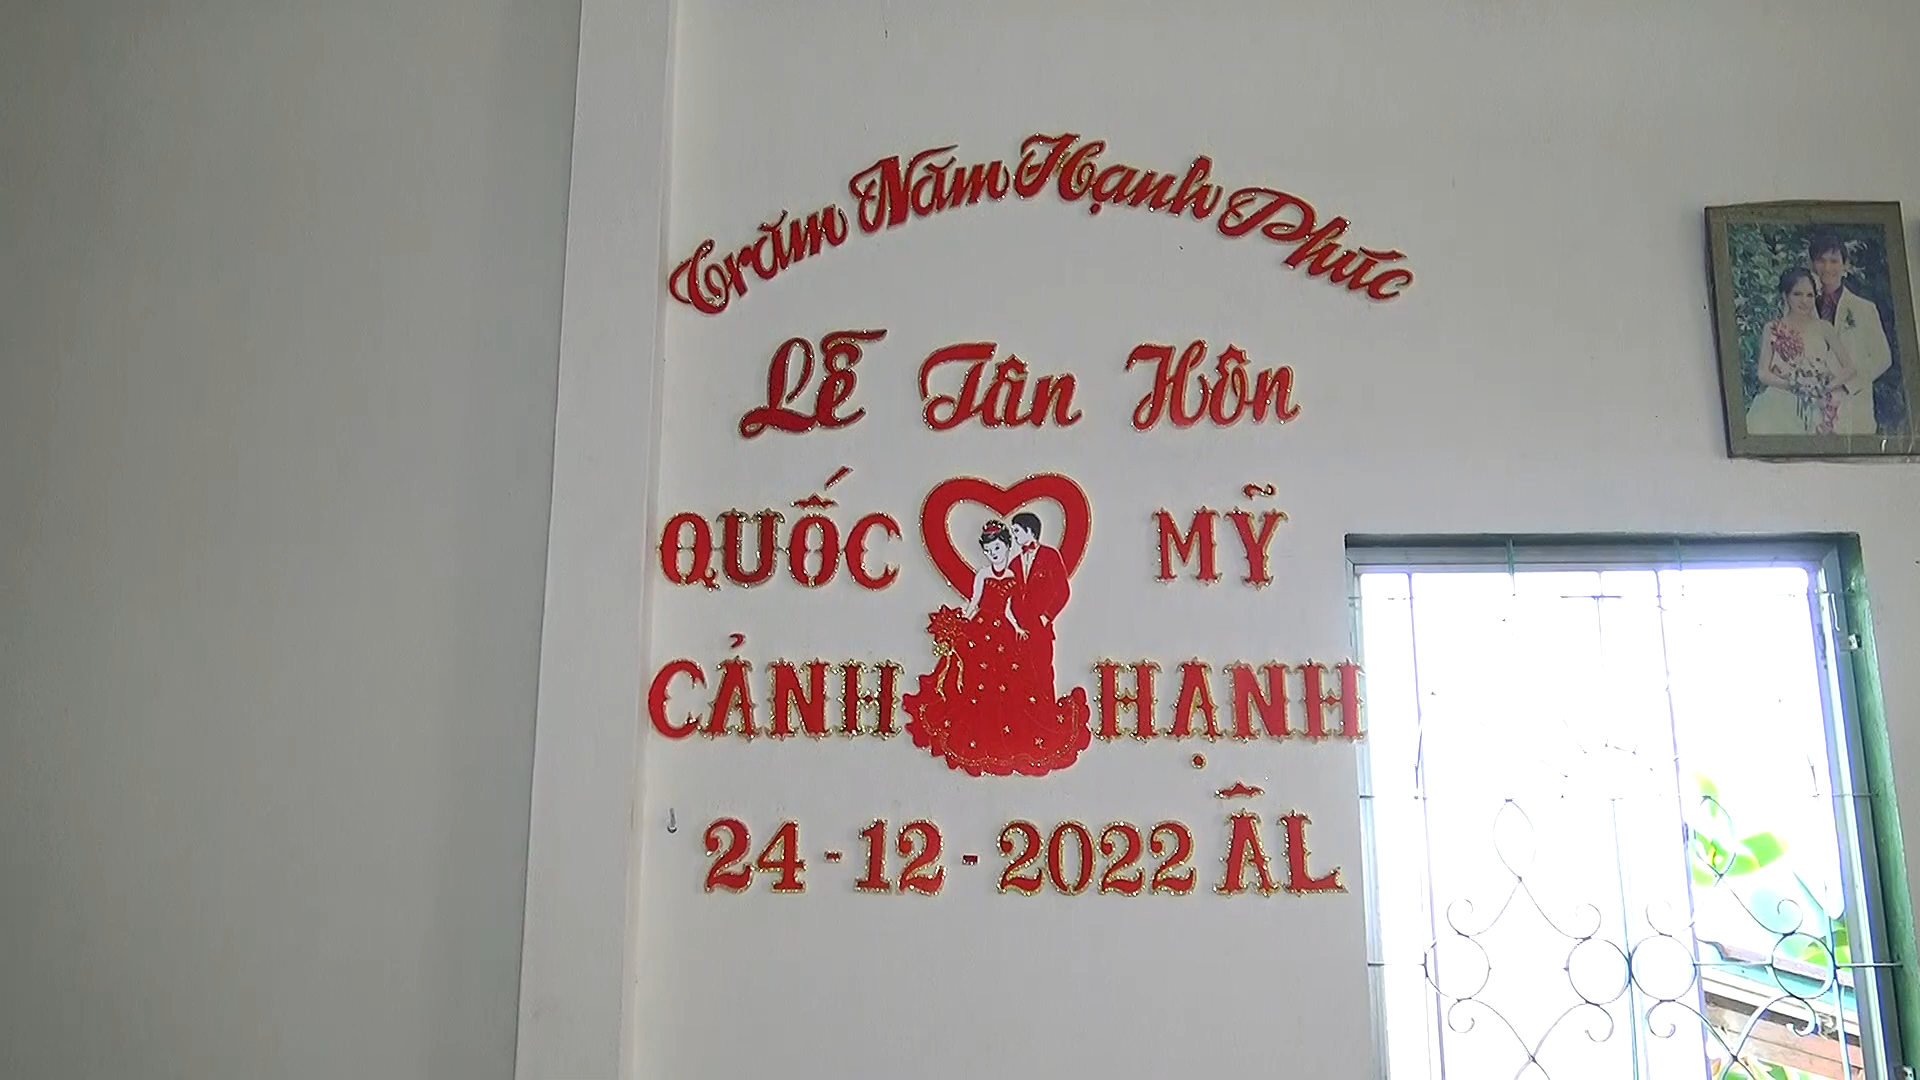 Trăm Năm Hạnh Phúc
Lễ Tân Hôn
QUỐC MỸ
CẢNH HẠNH
24-12-2022 ÂL